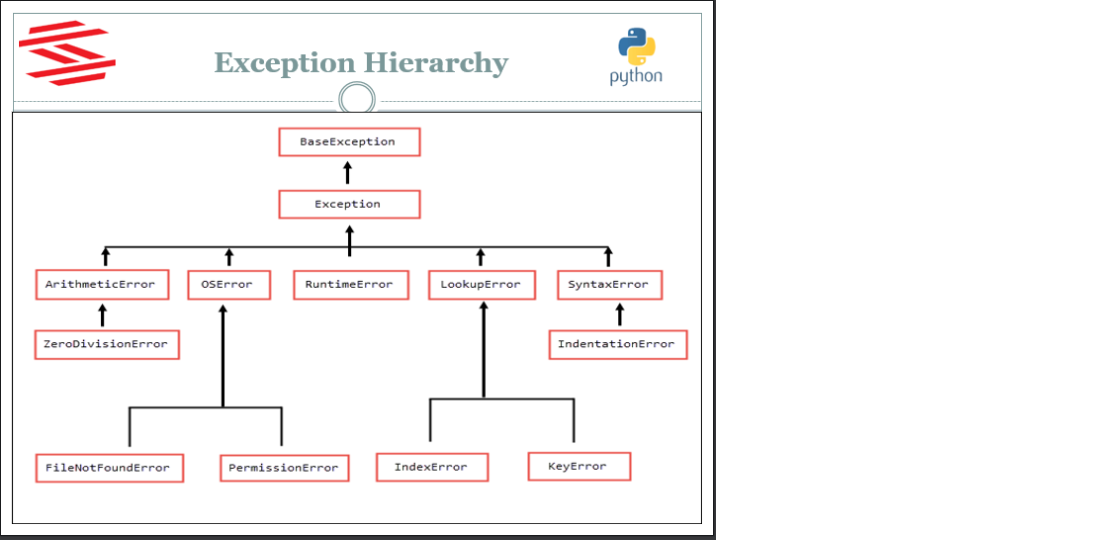 Exception Hierarchy
python
BaseException
Exception
ArithmeticError
OSError
RuntimeError
LookupError
SyntaxError
ZeroDivisionError
IndentationError
FileNotFoundError
PermissionError
IndexError
KeyError